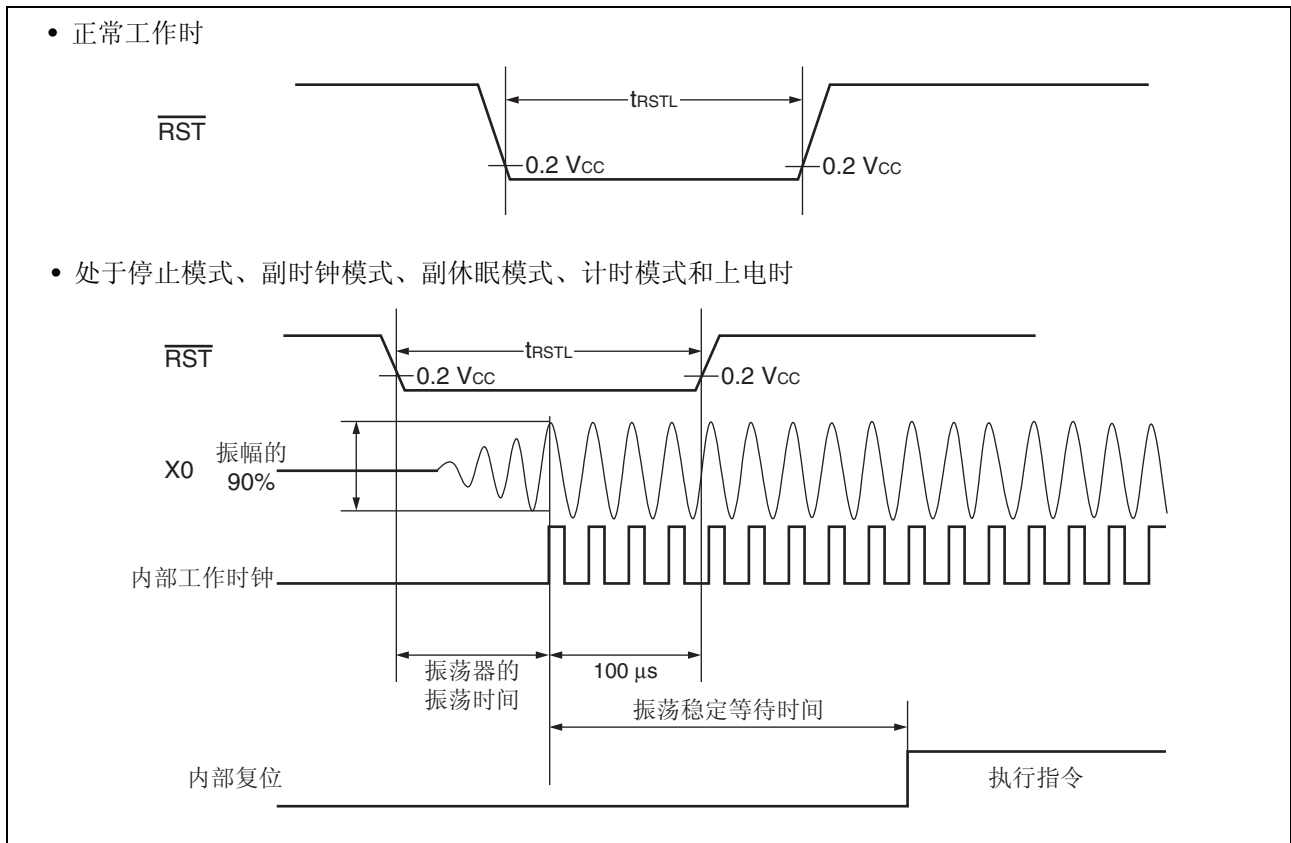 • 正常工作时
tRSTL
RST
0.2 VCC
0.2 VCC
• 处于停止模式、副时钟模式、副休眠模式、计时模式和上电时
RST
tRSTL
0.2 VCC
0.2 VCC
X0
振幅的
90%
内部工作时钟
振荡器的
振荡时间
100 μs
振荡稳定等待时间
内部复位
执行指令